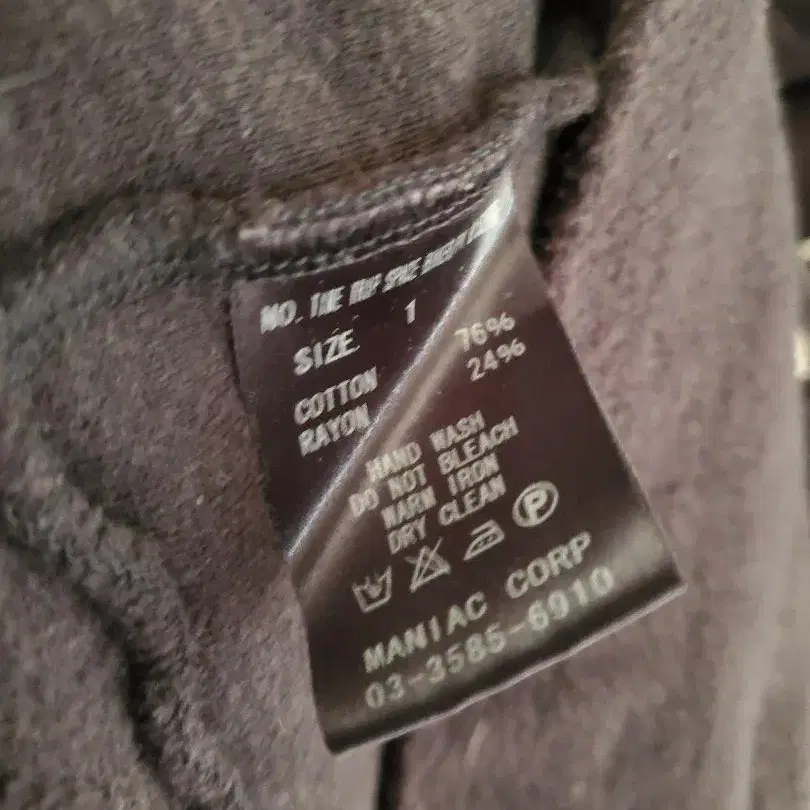 NO. THE
SIZE 1
COTTON 76%
RAYON 24%
HAND WASH
DO NOT BLEACH
WARM IRON
DRY CLEAN
P
MANIAC CORP
03-3585-6910